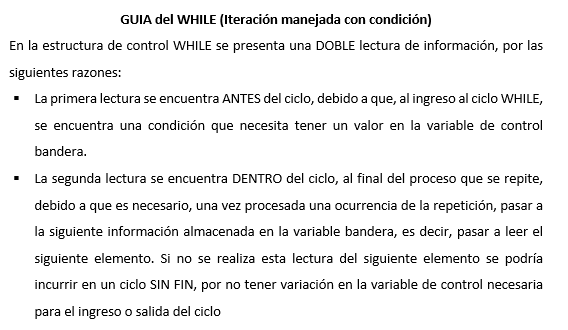 GUIA del WHILE (Iteración manejada con condición)
En la estructura de control WHILE se presenta una DOBLE lectura de información, por las
siguientes razones:
▪ La primera lectura se encuentra ANTES del ciclo, debido a que, al ingreso al ciclo WHILE,
se encuentra una condición que necesita tener un valor en la variable de control
bandera.
▪ La segunda lectura se encuentra DENTRO del ciclo, al final del proceso que se repite,
debido a que es necesario, una vez procesada una ocurrencia de la repetición, pasar a
la siguiente información almacenada en la variable bandera, es decir, pasar a leer el
siguiente elemento. Si no se realiza esta lectura del siguiente elemento se podría
incurrir en un ciclo SIN FIN, por no tener variación en la variable de control necesaria
para el ingreso o salida del ciclo